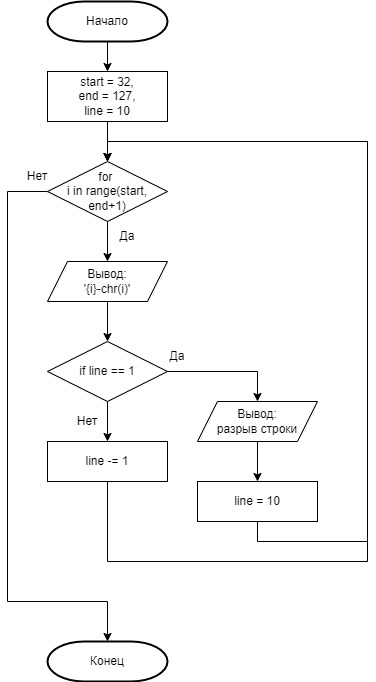 Начало
start = 32,
end = 127,
line = 10
Нет
for
i in range(start,
end+1)
Да
Вывод:
'{i}-chr(i)'
if line == 1
Да
Нет
Вывод:
разрыв строки
line -= 1
line = 10
Конец